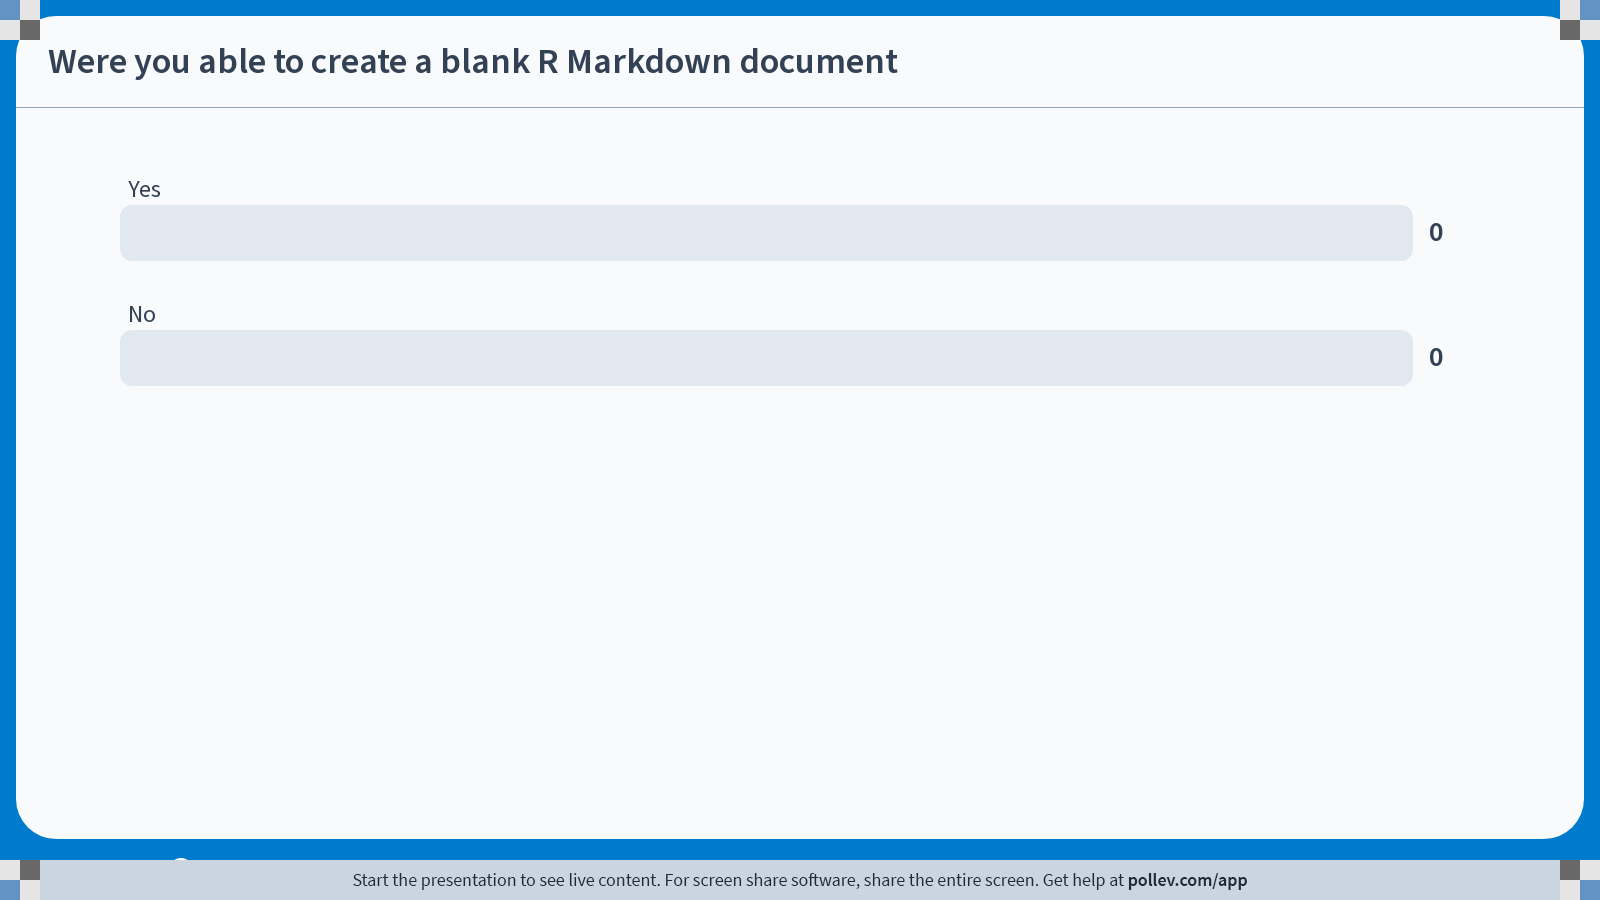 Were you able to create a blank R Markdown document
Yes
0
No
0
Start the presentation to see live content. For screen share software, share the entire screen. Get help at pollev.com/app